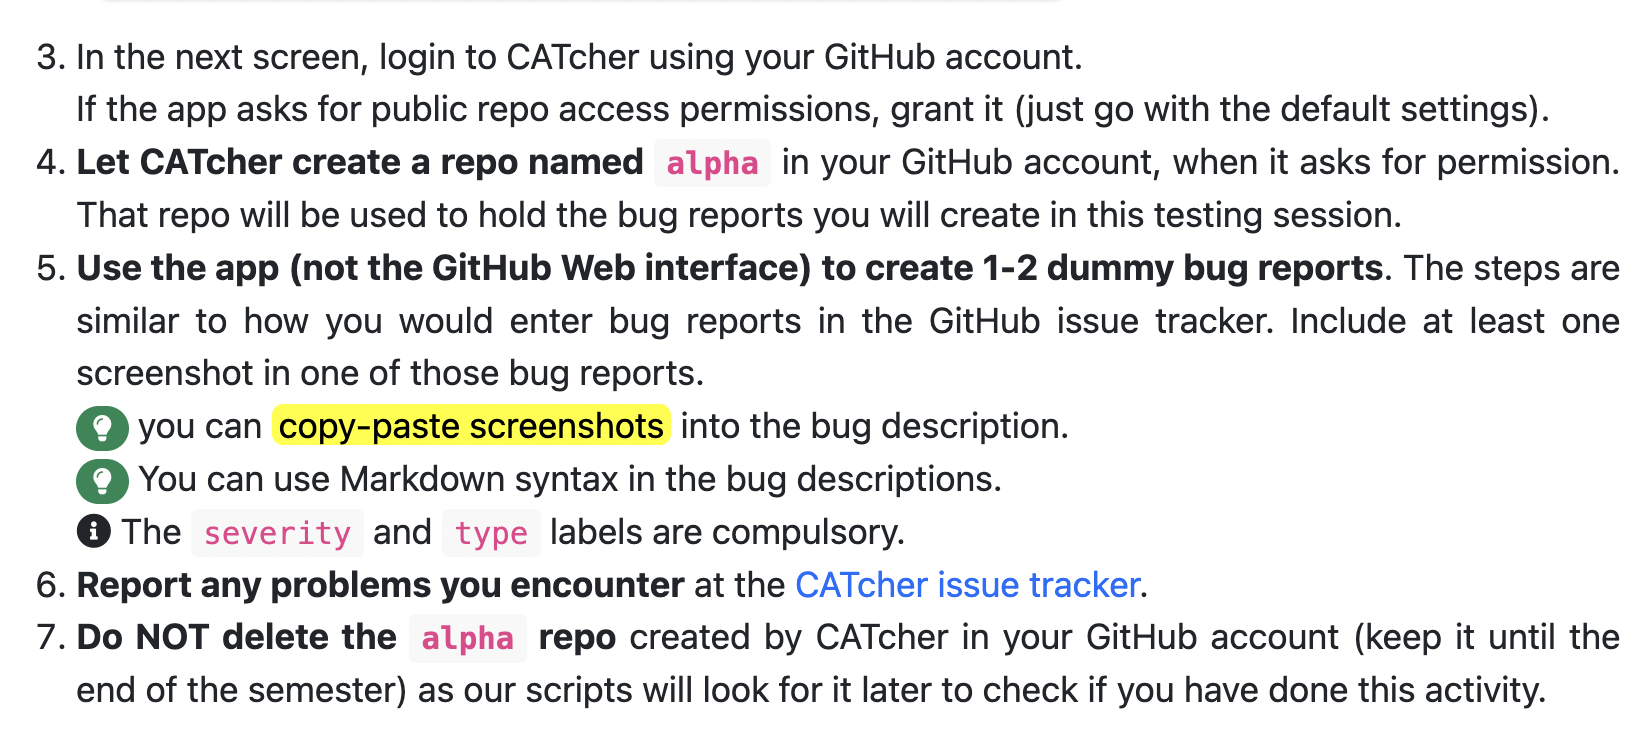 3. In the next screen, login to CATcher using your GitHub account.
If the app asks for public repo access permissions, grant it (just go with the default settings).
4. Let CATcher create a repo named alpha in your GitHub account, when it asks for permission.
That repo will be used to hold the bug reports you will create in this testing session.
5. Use the app (not the GitHub Web interface) to create 1-2 dummy bug reports. The steps are
similar to how you would enter bug reports in the GitHub issue tracker. Include at least one
screenshot in one of those bug reports.
you can copy-paste screenshots into the bug description.
You can use Markdown syntax in the bug descriptions.
The severity and type labels are compulsory.
6. Report any problems you encounter at the CATcher issue tracker.
7. Do NOT delete the alpha repo created by CATcher in your GitHub account (keep it until the
end of the semester) as our scripts will look for it later to check if you have done this activity.